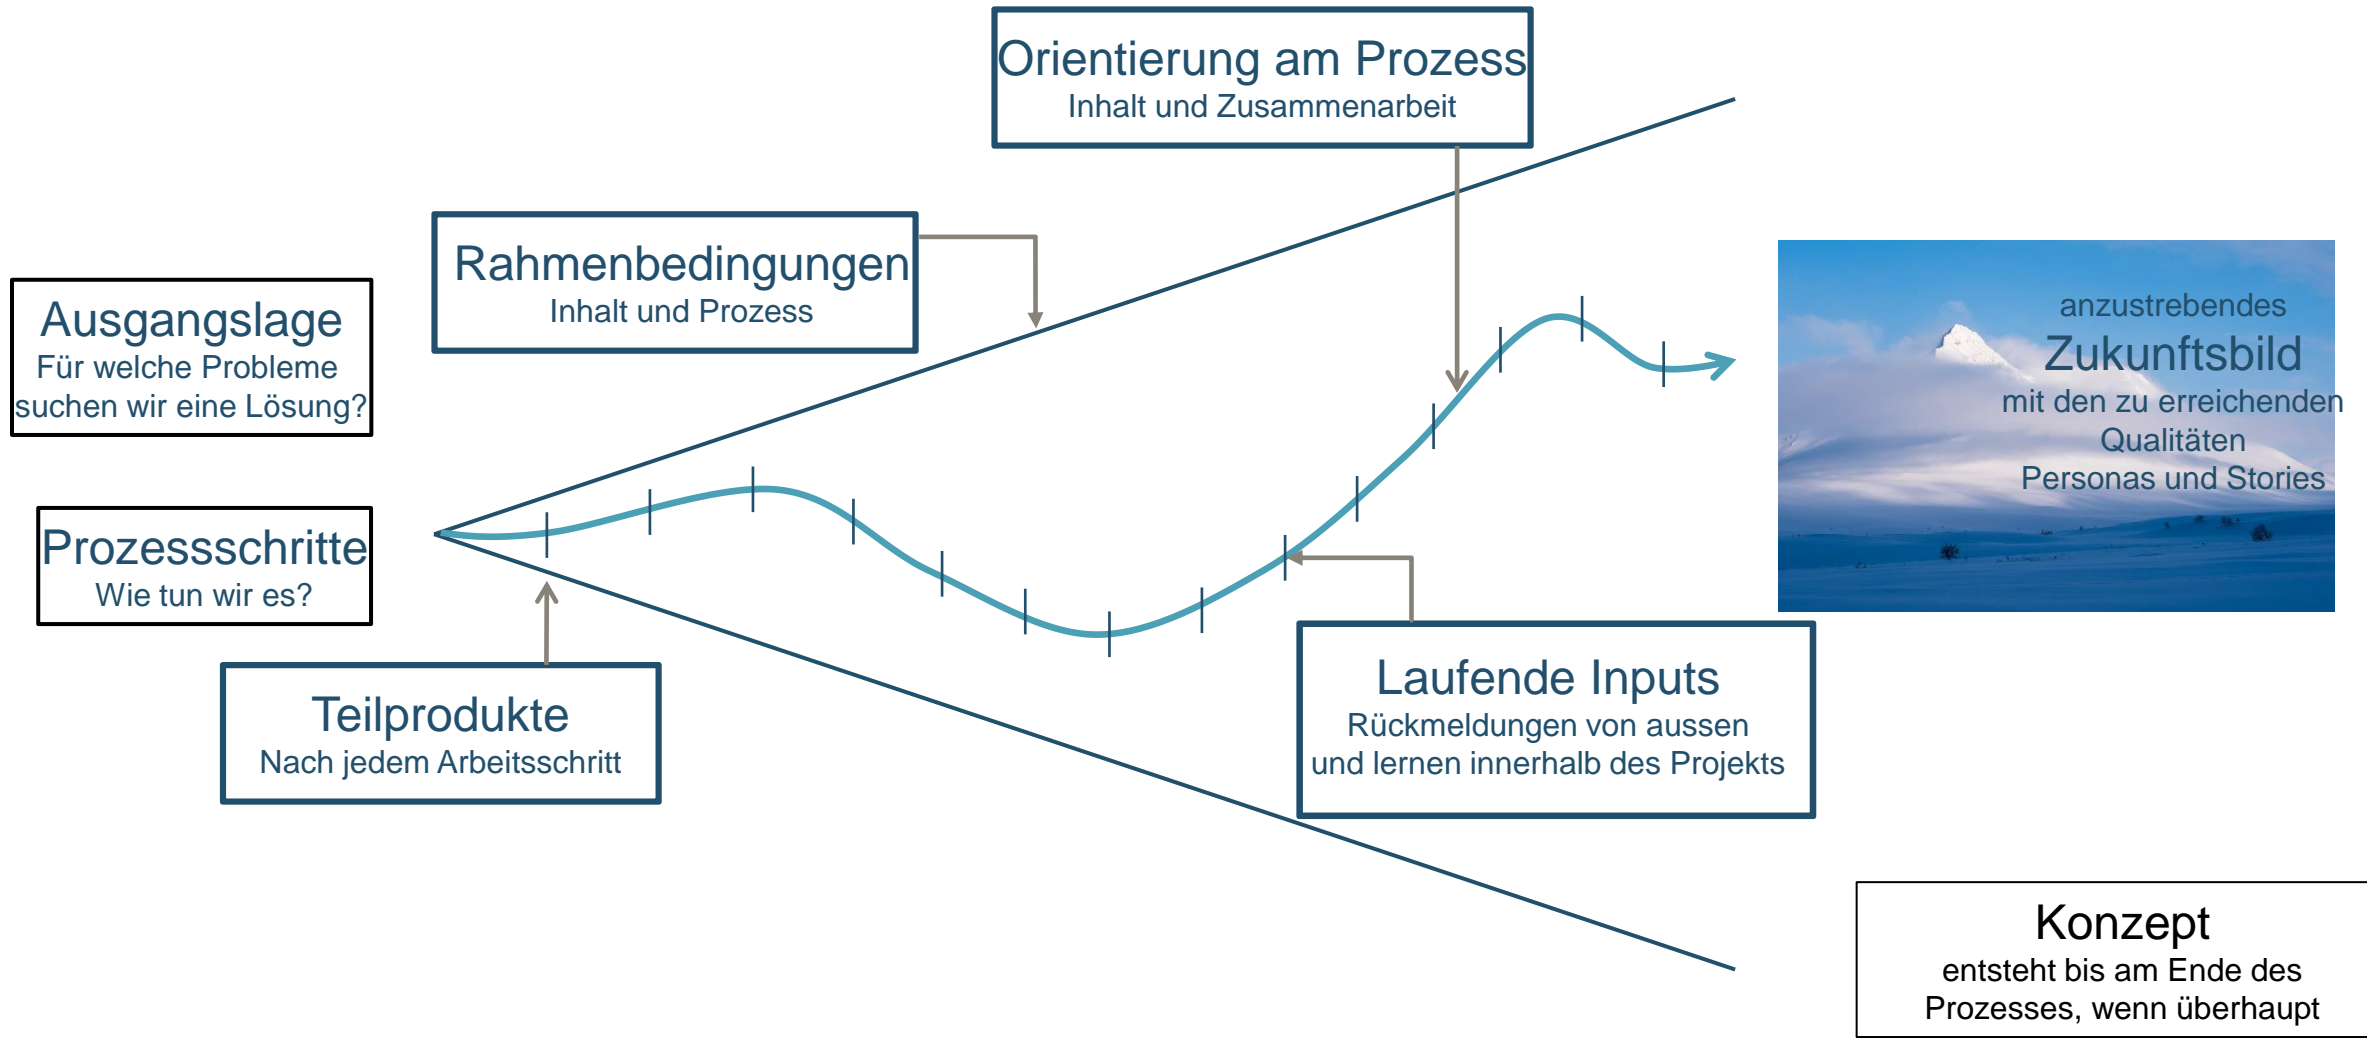 Orientierung am Prozess
Inhalt und Zusammenarbeit
Rahmenbedingungen
Inhalt und Prozess
Ausgangslage
Für welche Probleme
suchen wir eine Lösung?
anzustrebendes
Zukunftsbild
mit den zu erreichenden
Qualitäten
Personas und Stories
Prozessschritte
Wie tun wir es?
Teilprodukte
Nach jedem Arbeitsschritt
Laufende Inputs
Rückmeldungen von aussen
und lernen innerhalb des Projekts
Konzept
entsteht bis am Ende des
Prozesses, wenn überhaupt